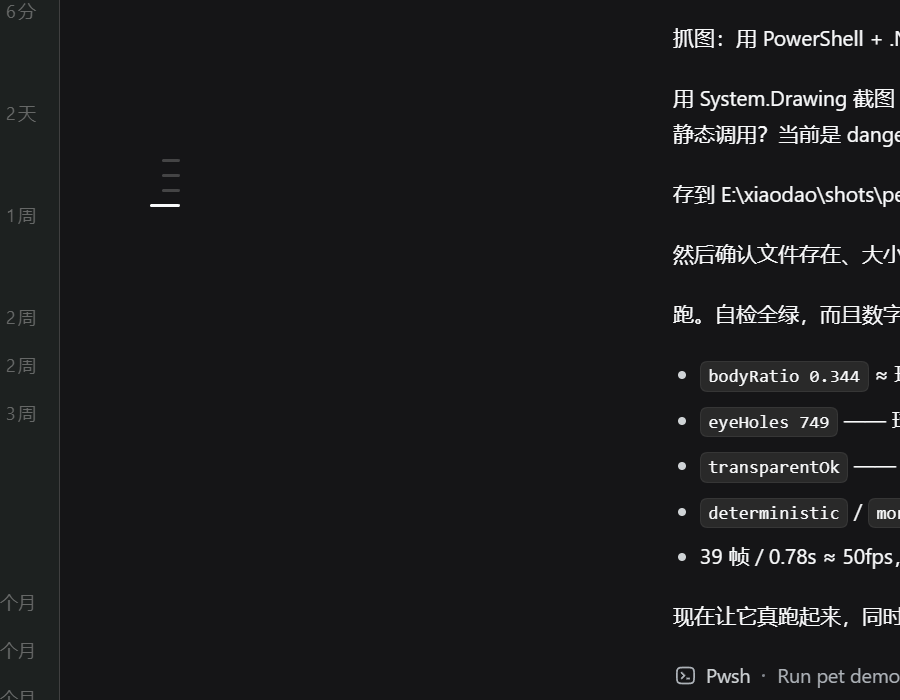 6分
2天
1周
2周
2周
3周
个月
个月
个月
抓图：用 PowerShell + .
用 System.Drawing 截图
静态调用？当前是 dange
存到 E:\xiaodao\shots\pe
然后确认文件存在、大小
跑。自检全绿，而且数字
• bodyRatio 0.344 ≈
• eyeHoles 749 ——
• transparentOk ——
• deterministic / mor
• 39 帧 / 0.78s ≈ 50fps,
现在让它真跑起来，同时
Pwsh · Run pet demo